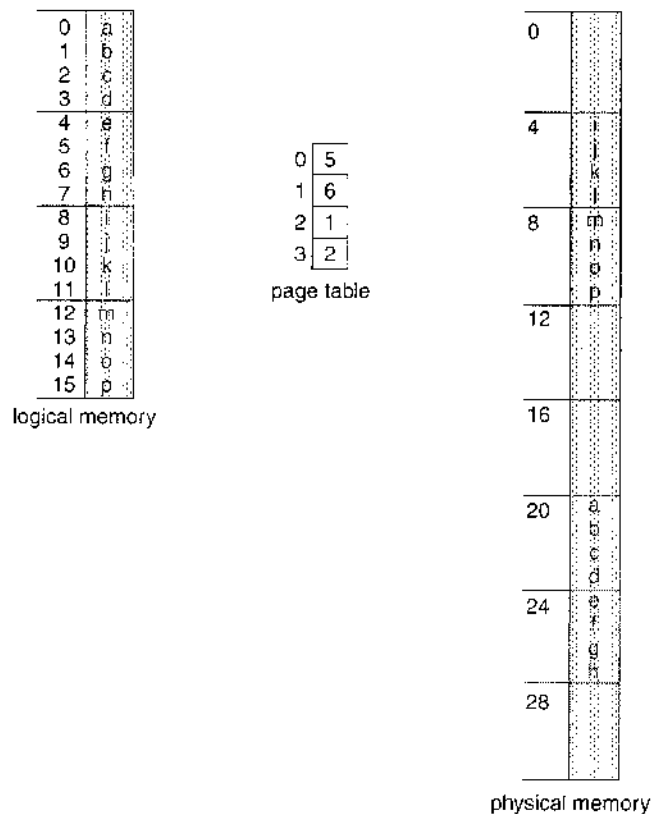 0 a
1 b
2 c
3 d
4 e
5 f
6 g
7 h
8 i
9 j
10 k
11 l
12 m
13 n
14 o
15 p
logical memory
0 5
1 6
2 1
3 2
page table
0
4 i
j
k
l
8 m
n
o
p
12
16
20 a
b
c
d
24 e
f
g
h
28
physical memory